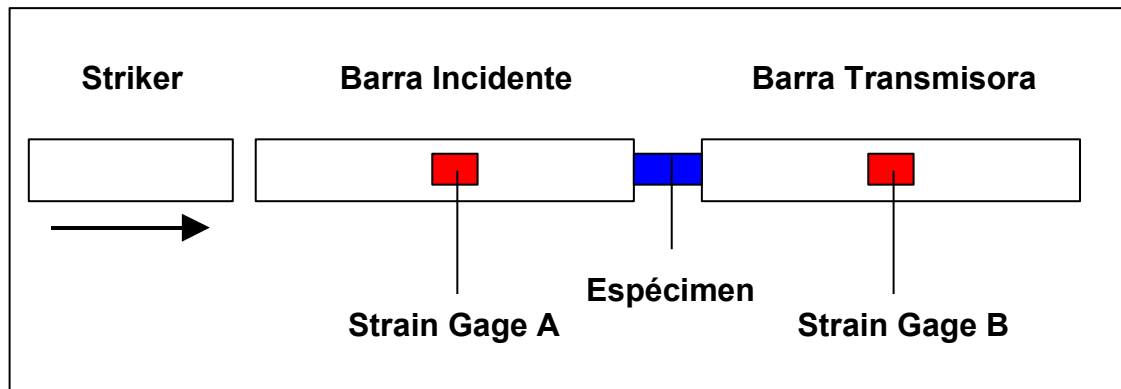 Striker
Barra Incidente
Barra Transmisora
Espécimen
Strain Gage A
Strain Gage B